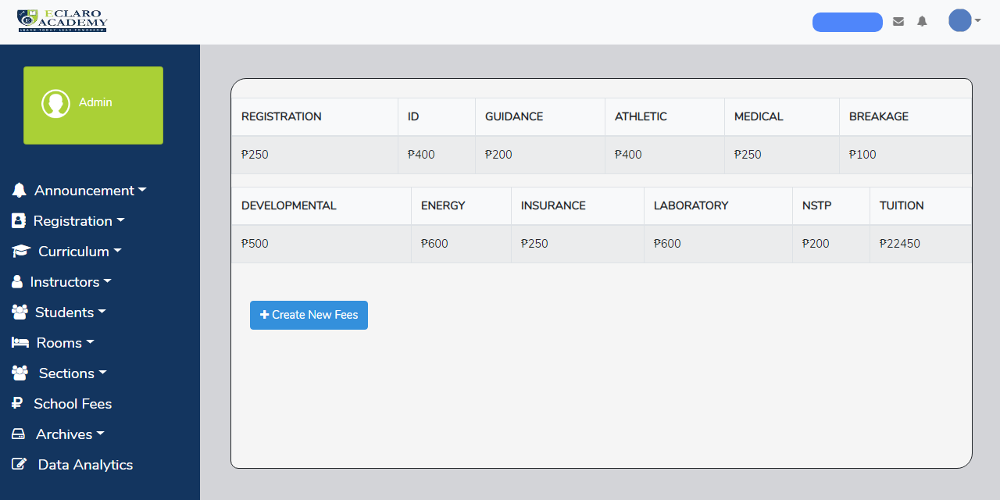 ECLARO
ACADEMY
LEARN TODAY LEAD TOMORROW
Admin
Announcement
Registration
Curriculum
Instructors
Students
Rooms
Sections
School Fees
Archives
Data Analytics
REGISTRATION ID GUIDANCE ATHLETIC MEDICAL BREAKAGE
₱250 ₱400 ₱200 ₱400 ₱250 ₱100
DEVELOPMENTAL ENERGY INSURANCE LABORATORY NSTP TUITION
₱500 ₱600 ₱250 ₱600 ₱200 ₱22450
Create New Fees